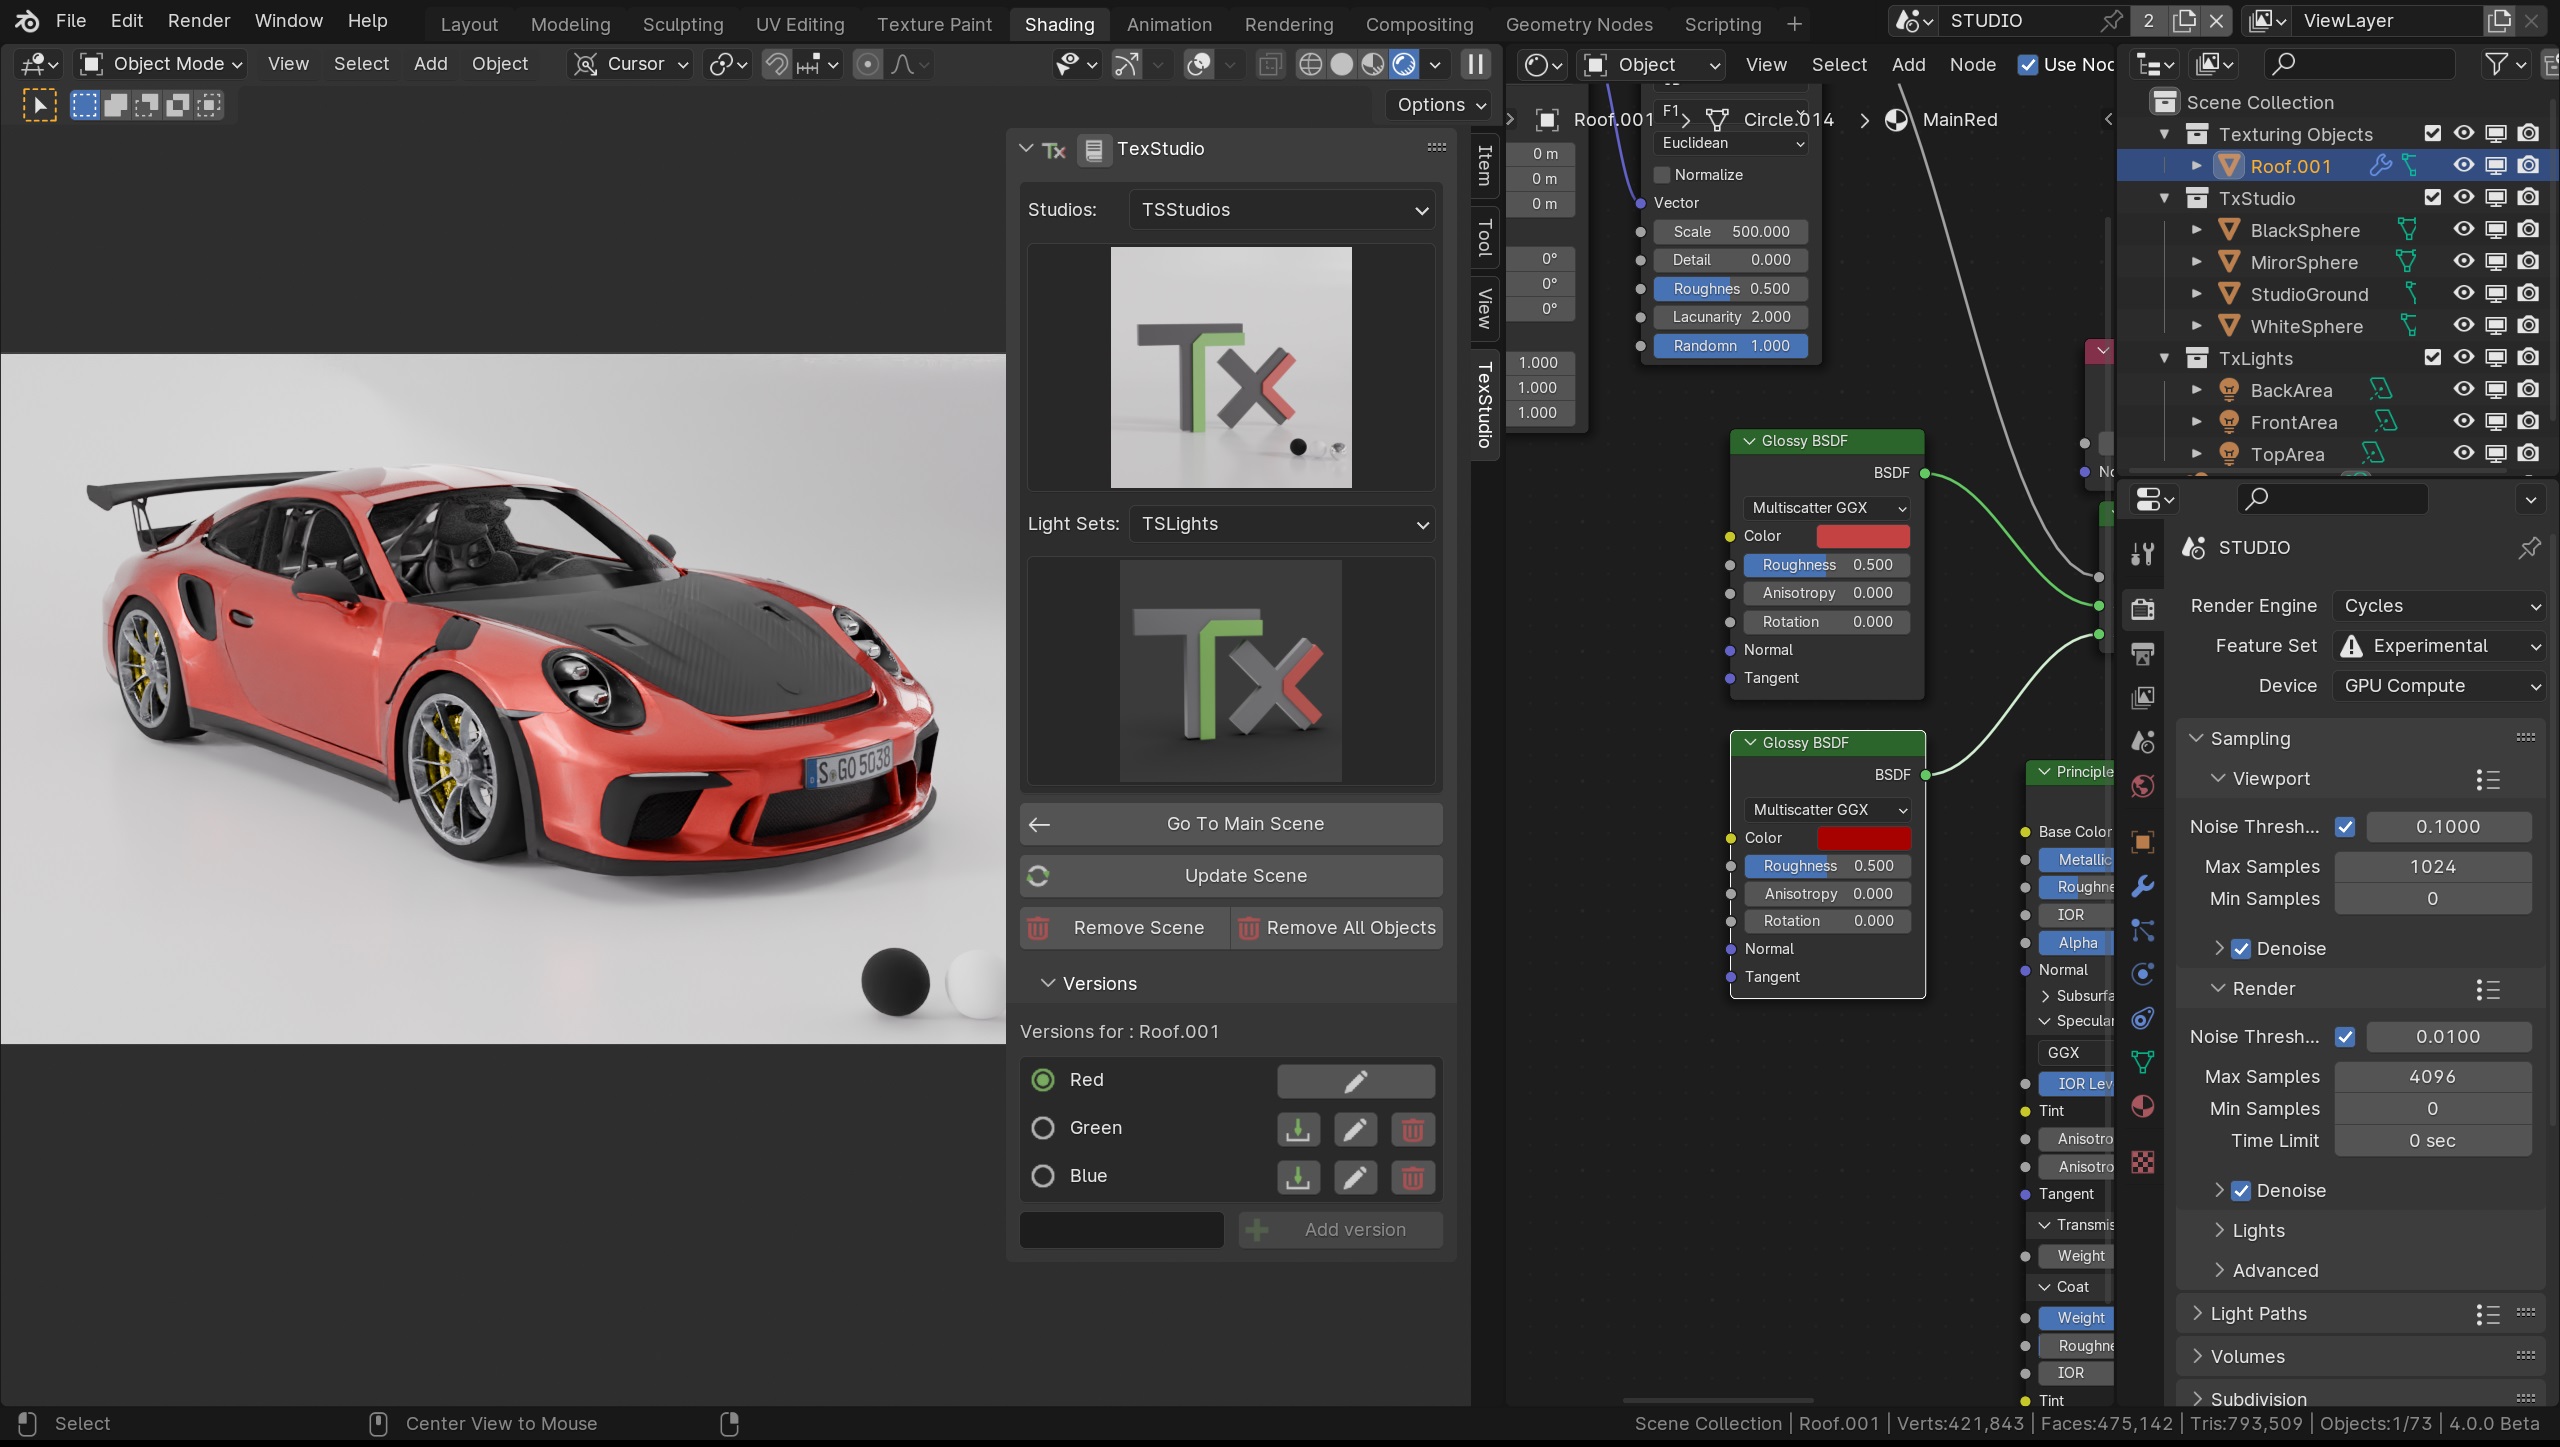 File Edit Render Window Help
Layout Modeling Sculpting UV Editing Texture Paint Shading Animation Rendering Compositing Geometry Nodes Scripting
STUDIO 2 ViewLayer
Object Mode View Select Add Object Cursor
Options
TexStudio
Studios: TSStudios
Tx
Light Sets: TSLights
Tx
Go To Main Scene
Update Scene
Remove Scene Remove All Objects
Versions
Versions for : Roof.001
Red
Green
Blue
Add version
S GO 5038
Item
Tool
View
TexStudio
Object View Select Add Node Use Noc
Roof.001 > Circle.014 > MainRed
F1
Euclidean
Normalize
Vector
Scale 500.000
Detail 0.000
Roughnes 0.500
Lacunarity 2.000
Randomn 1.000
0 m
0 m
0 m
0°
0°
0°
1.000
1.000
1.000
Glossy BSDF
BSDF
Multiscatter GGX
Color
Roughness 0.500
Anisotropy 0.000
Rotation 0.000
Normal
Tangent
Glossy BSDF
BSDF
Multiscatter GGX
Color
Roughness 0.500
Anisotropy 0.000
Rotation 0.000
Normal
Tangent
Principle
Base Color
Metallic
Roughne
IOR
Alpha
Normal
Subsurfa
Specular
GGX
IOR Lev
Tint
Anisotro
Anisotro
Tangent
Transmis
Weight
Coat
Weight
Roughne
IOR
Tint
Scene Collection
Texturing Objects
Roof.001
TxStudio
BlackSphere
MirorSphere
StudioGround
WhiteSphere
TxLights
BackArea
FrontArea
TopArea
STUDIO
Render Engine Cycles
Feature Set Experimental
Device GPU Compute
Sampling
Viewport
Noise Thresh... 0.1000
Max Samples 1024
Min Samples 0
Denoise
Render
Noise Thresh... 0.0100
Max Samples 4096
Min Samples 0
Time Limit 0 sec
Denoise
Lights
Advanced
Light Paths
Volumes
Subdivision
Select Center View to Mouse
Scene Collection | Roof.001 | Verts:421,843 | Faces:475,142 | Tris:793,509 | Objects:1/73 | 4.0.0 Beta